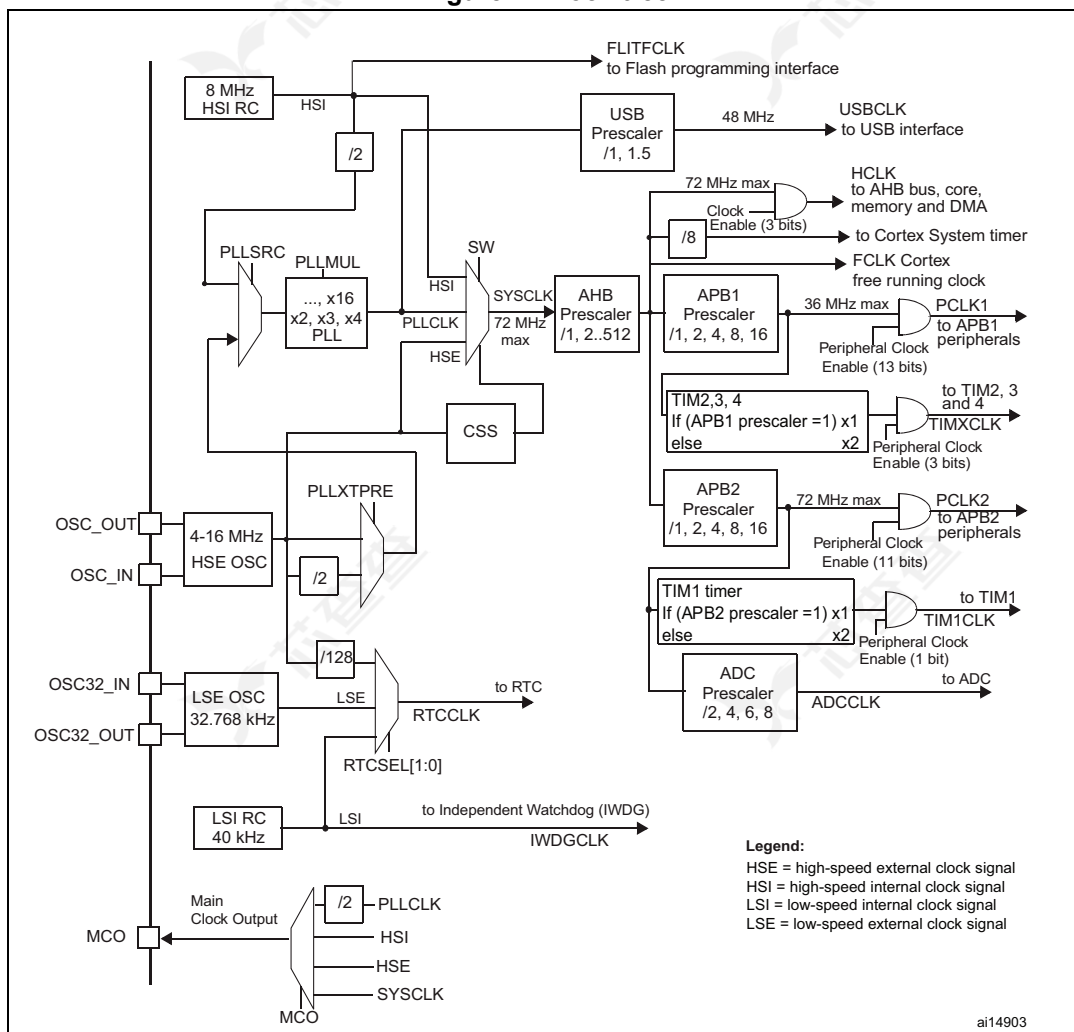 FLITFCLK
to Flash programming interface
8 MHz
HSI RC
HSI
/2
USB
Prescaler
/1, 1.5
48 MHz
USBCLK
to USB interface
72 MHz max
Clock
Enable (3 bits)
HCLK
to AHB bus, core,
memory and DMA
/8
to Cortex System timer
FCLK Cortex
free running clock
PLLSRC
PLLMUL
..., x16
x2, x3, x4
PLL
SW
HSI
PLLCLK
HSE
SYSCLK
72 MHz
max
AHB
Prescaler
/1, 2..512
APB1
Prescaler
/1, 2, 4, 8, 16
36 MHz max
PCLK1
to APB1
peripherals
Peripheral Clock
Enable (13 bits)
TIM2,3, 4
If (APB1 prescaler =1) x1
else x2
to TIM2, 3
and 4
TIMXCLK
Peripheral Clock
Enable (3 bits)
CSS
PLLXTPRE
OSC_OUT
OSC_IN
4-16 MHz
HSE OSC
/2
APB2
Prescaler
/1, 2, 4, 8, 16
72 MHz max
PCLK2
to APB2
peripherals
Peripheral Clock
Enable (11 bits)
TIM1 timer
If (APB2 prescaler =1) x1
else x2
to TIM1
TIM1CLK
Peripheral Clock
Enable (1 bit)
ADC
Prescaler
/2, 4, 6, 8
to ADC
ADCCLK
/128
OSC32_IN
OSC32_OUT
LSE OSC
32.768 kHz
LSE
to RTC
RTCCLK
RTCSEL[1:0]
LSI RC
40 kHz
LSI
to Independent Watchdog (IWDG)
IWDGCLK
Legend:
HSE = high-speed external clock signal
HSI = high-speed internal clock signal
LSI = low-speed internal clock signal
LSE = low-speed external clock signal
Main
Clock Output
MCO
/2
PLLCLK
HSI
HSE
SYSCLK
MCO
ai14903